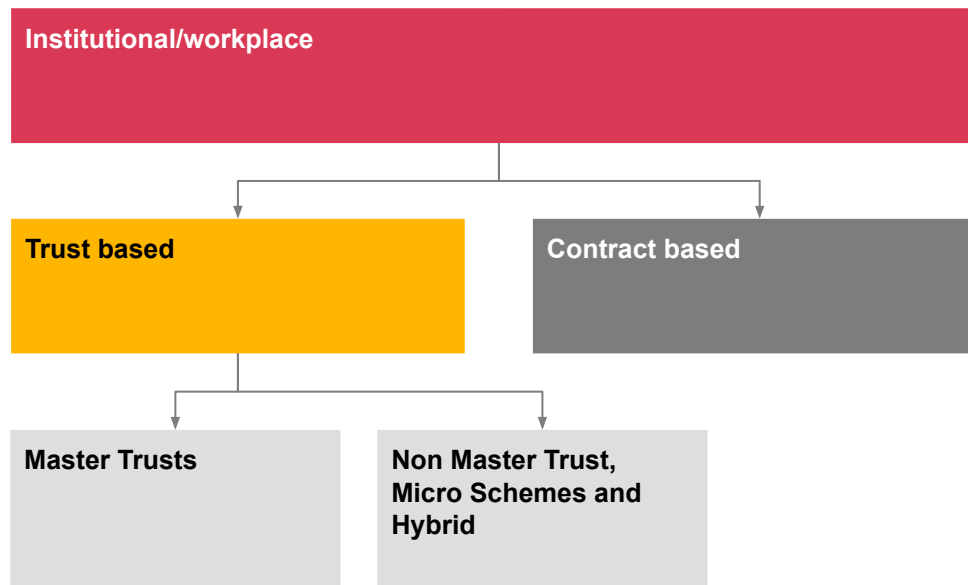 Institutional/workplace
Trust based
Contract based
Master Trusts
Non Master Trust,
Micro Schemes and
Hybrid